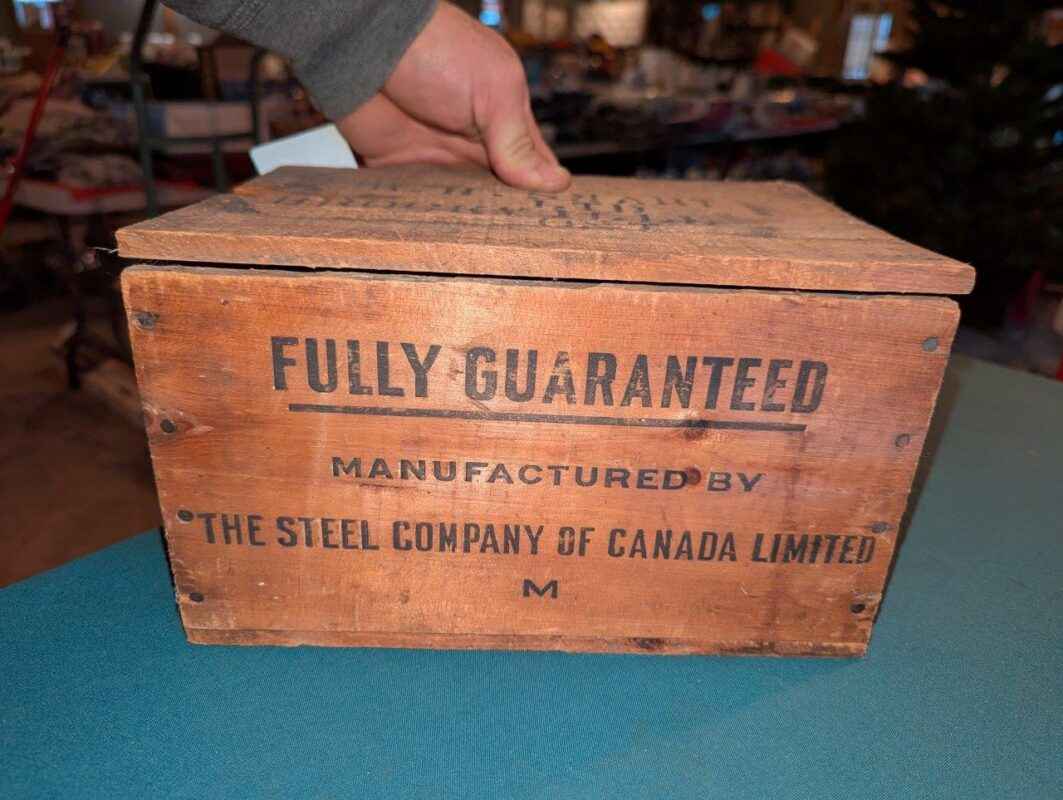 FULLY GUARANTEED
MANUFACTURED BY
THE STEEL COMPANY OF CANADA LIMITED
M